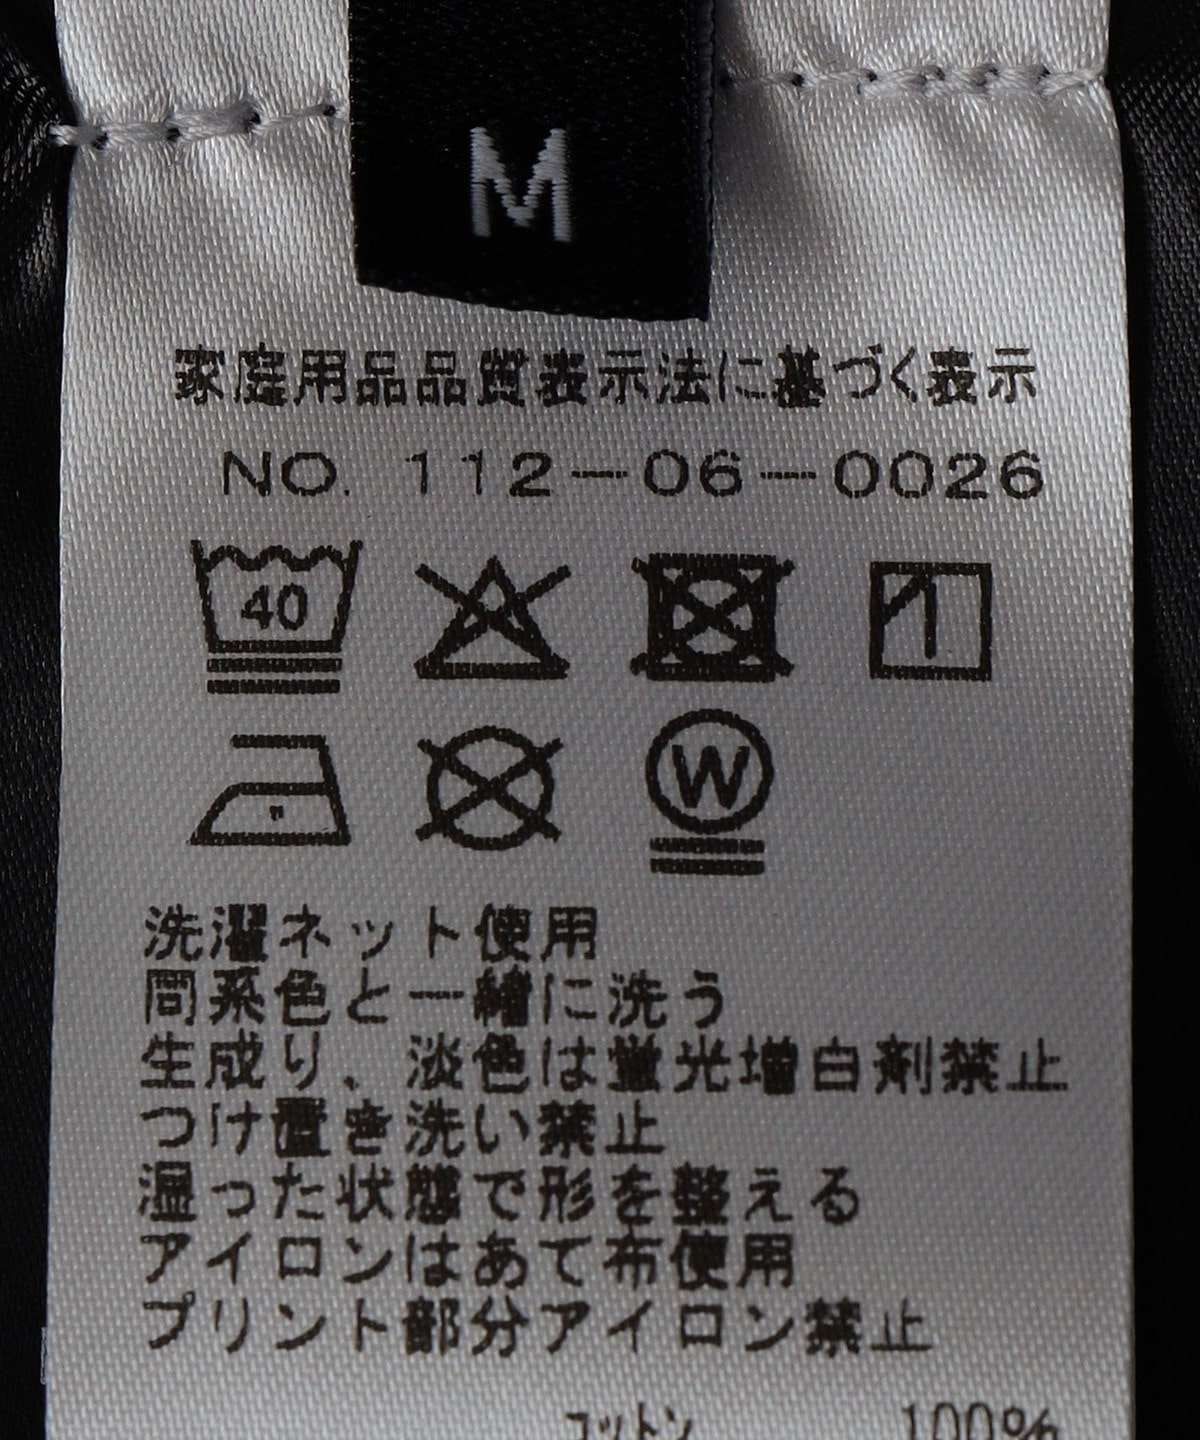 M
家庭用品品質表示法に基づく表示
NO. 112-06-0026
40
W
洗濯ネット使用
同系色と一緒に洗う
生成り、淡色は蛍光増白剤禁止
つけ置き洗い禁止
湿った状態で形を整える
アイロンはあて布使用
プリント部分アイロン禁止
コットン 100%